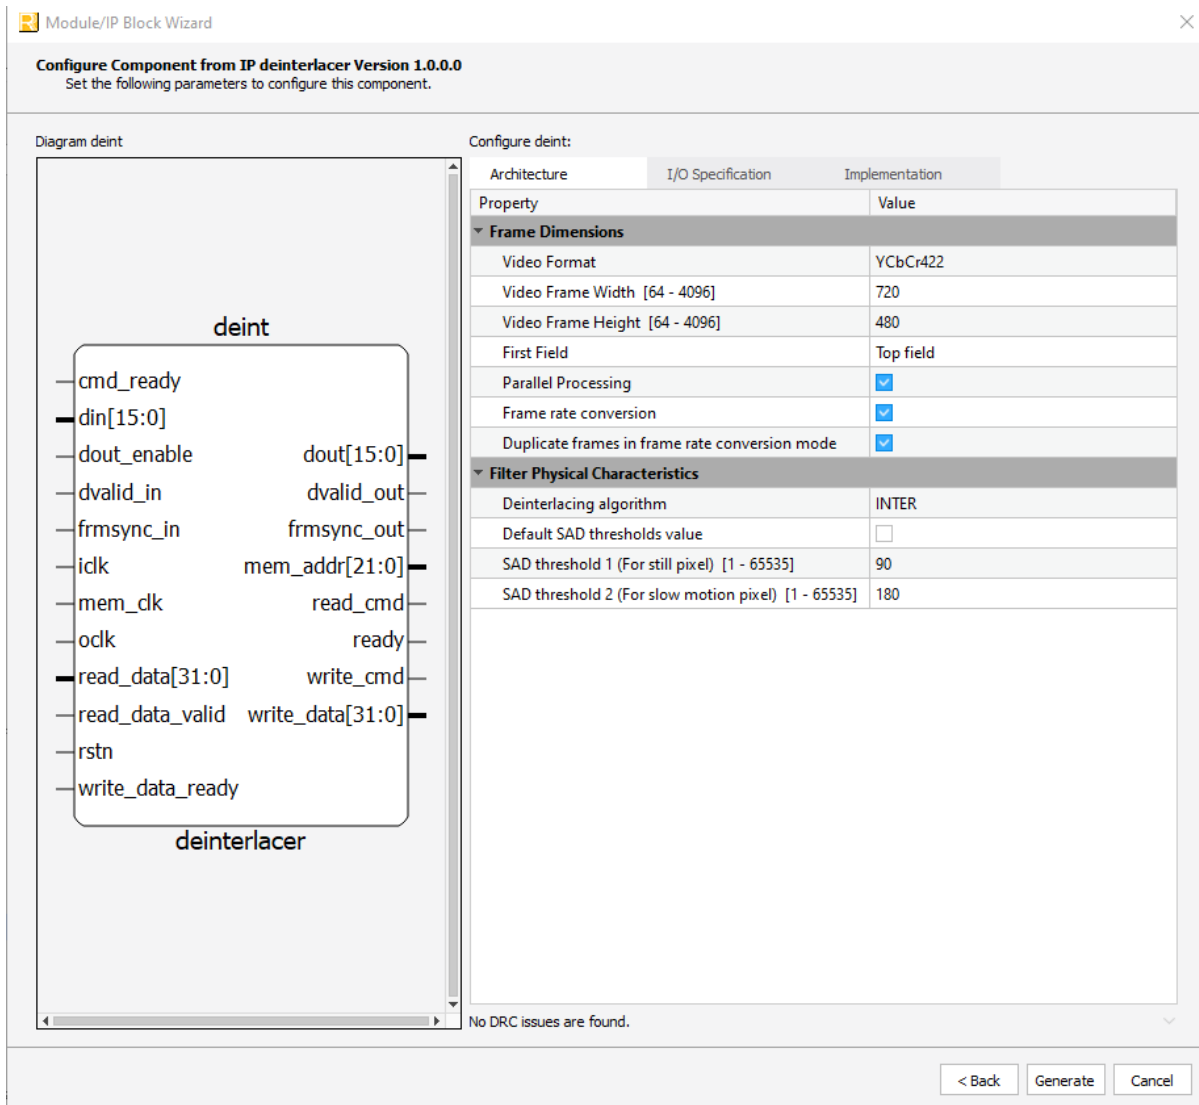 Module/IP Block Wizard
Configure Component from IP deinterlacer Version 1.0.0.0
Set the following parameters to configure this component.
Diagram deint
deint
cmd_ready
din[15:0]
dout_enable dout[15:0]
dvalid_in dvalid_out
frmsync_in frmsync_out
iclk mem_addr[21:0]
mem_clk read_cmd
oclk ready
read_data[31:0] write_cmd
read_data_valid write_data[31:0]
rstn
write_data_ready
deinterlacer
Configure deint:
Architecture I/O Specification Implementation
Property Value
Frame Dimensions
Video Format YCbCr422
Video Frame Width [64 - 4096] 720
Video Frame Height [64 - 4096] 480
First Field Top field
Parallel Processing
Frame rate conversion
Duplicate frames in frame rate conversion mode
Filter Physical Characteristics
Deinterlacing algorithm INTER
Default SAD thresholds value
SAD threshold 1 (For still pixel) [1 - 65535] 90
SAD threshold 2 (For slow motion pixel) [1 - 65535] 180
No DRC issues are found.
< Back Generate Cancel